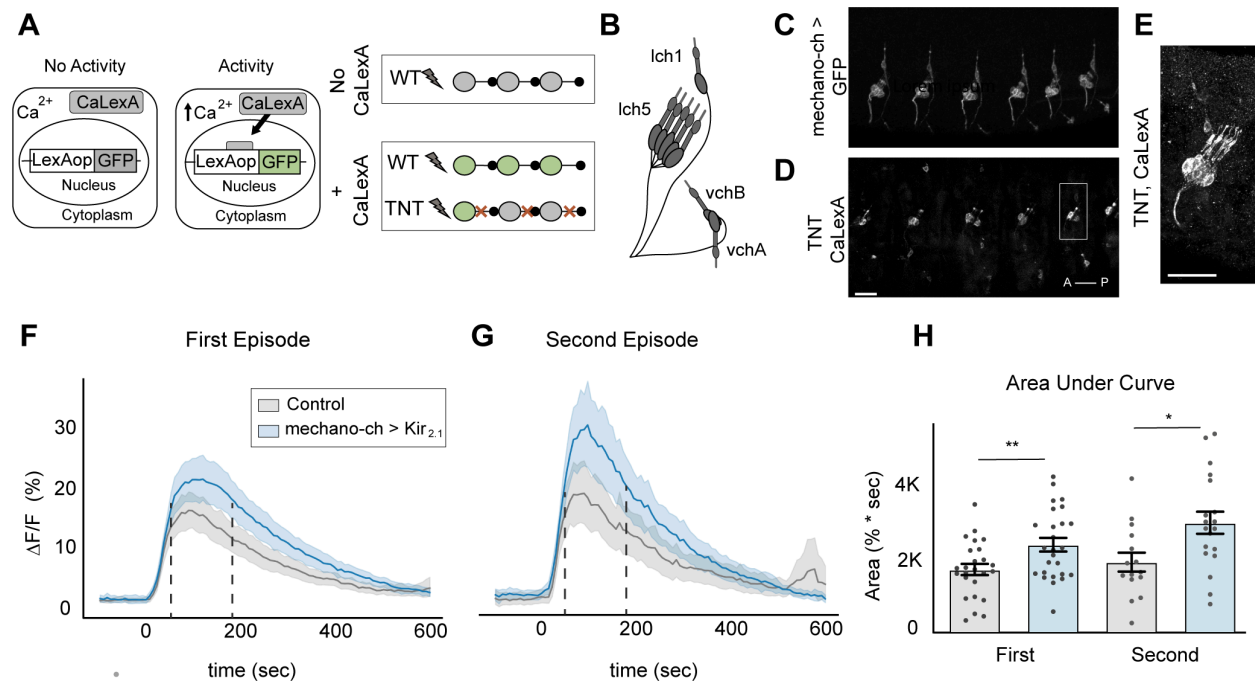 A
No Activity
Activity
Ca2+
CaLexA
LexAop
GFP
Nucleus
Cytoplasm
Ca2+
CaLexA
LexAop
GFP
Nucleus
Cytoplasm
No
CaLexA
WT
+
CaLexA
WT
TNT
B
lch1
lch5
vchB
vchA
C
mechano-ch >
GFP
D
TNT
CaLexA
A — P
E
TNT, CaLexA
F
First Episode
Control
mechano-ch > Kir2.1
ΔF/F (%)
30
20
10
0
0
200
400
600
time (sec)
G
Second Episode
0
200
400
600
time (sec)
H
Area Under Curve
**
*
Area (% * sec)
4K
2K
0
First
Second